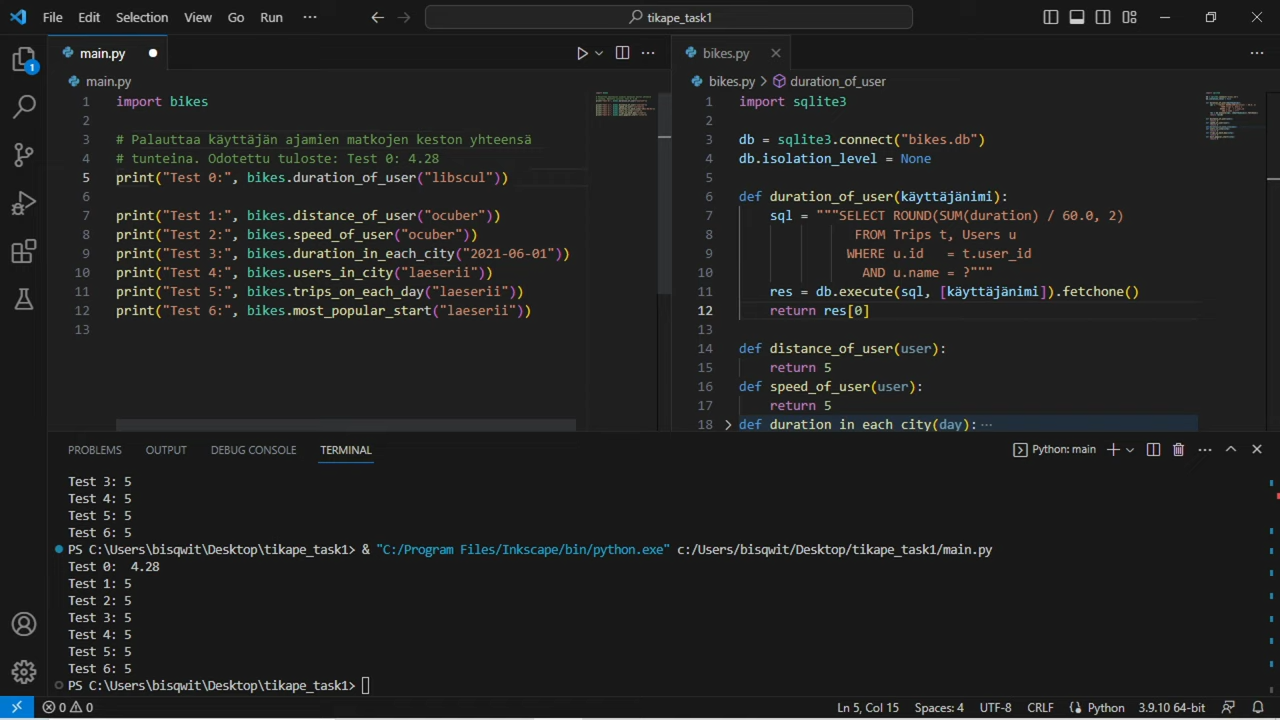 File Edit Selection View Go Run ··· tikape_task1
main.py
main.py
1 import bikes
2
3 # Palauttaa käyttäjän ajamien matkojen keston yhteensä
4 # tunteina. Odotettu tuloste: Test 0: 4.28
5 print("Test 0:", bikes.duration_of_user("libscul"))
7 print("Test 1:", bikes.distance_of_user("ocuber"))
8 print("Test 2:", bikes.speed_of_user("ocuber"))
9 print("Test 3:", bikes.duration_in_each_city("2021-06-01"))
10 print("Test 4:", bikes.users_in_city("laeserii"))
11 print("Test 5:", bikes.trips_on_each_day("laeserii"))
12 print("Test 6:", bikes.most_popular_start("laeserii"))
13
bikes.py
bikes.py > duration_of_user
1 import sqlite3
2
3 db = sqlite3.connect("bikes.db")
4 db.isolation_level = None
5
6 def duration_of_user(käyttäjänimi):
7 sql = """SELECT ROUND(SUM(duration) / 60.0, 2)
8 FROM Trips t, Users u
9 WHERE u.id = t.user_id
10 AND u.name = ?"""
11 res = db.execute(sql, [käyttäjänimi]).fetchone()
12 return res[0]
13
14 def distance_of_user(user):
15 return 5
16 def speed_of_user(user):
17 return 5
18 def duration_in_each_city(day):···
PROBLEMS OUTPUT DEBUG CONSOLE TERMINAL Python: main
Test 3: 5
Test 4: 5
Test 5: 5
Test 6: 5
PS C:\Users\bisqwit\Desktop\tikape_task1> & "C:/Program Files/Inkscape/bin/python.exe" c:/Users/bisqwit/Desktop/tikape_task1/main.py
Test 0:  4.28
Test 1: 5
Test 2: 5
Test 3: 5
Test 4: 5
Test 5: 5
Test 6: 5
PS C:\Users\bisqwit\Desktop\tikape_task1>
0 0 Ln 5, Col 15 Spaces: 4 UTF-8 CRLF Python 3.9.10 64-bit